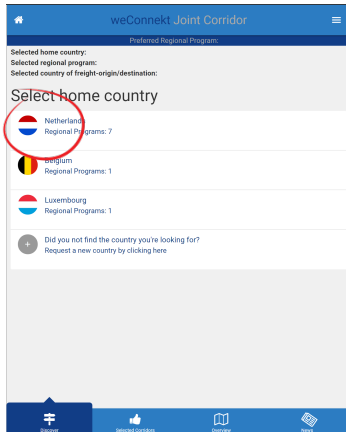 weConnekt Joint Corridor
Preferred Regional Program:
Selected home country:
Selected regional program:
Selected country of freight-origin/destination:
Select home country
Netherlands
Regional Programs: 7
Belgium
Regional Programs: 1
Luxembourg
Regional Programs: 1
Did you not find the country you're looking for?
Request a new country by clicking here
Discover
Selected Corridors
Overview
News